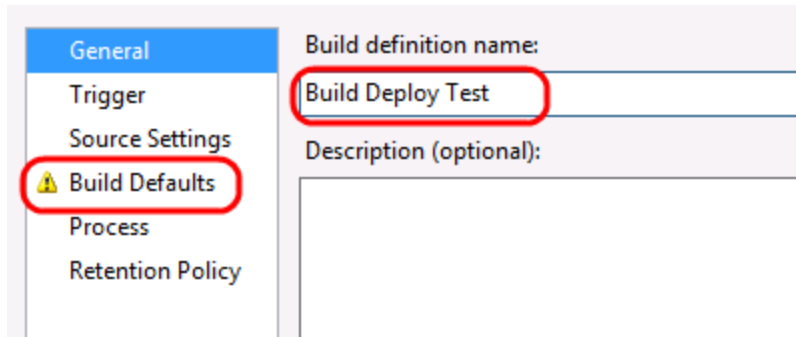 General
Trigger
Source Settings
Build Defaults
Process
Retention Policy
Build definition name:
Build Deploy Test
Description (optional):